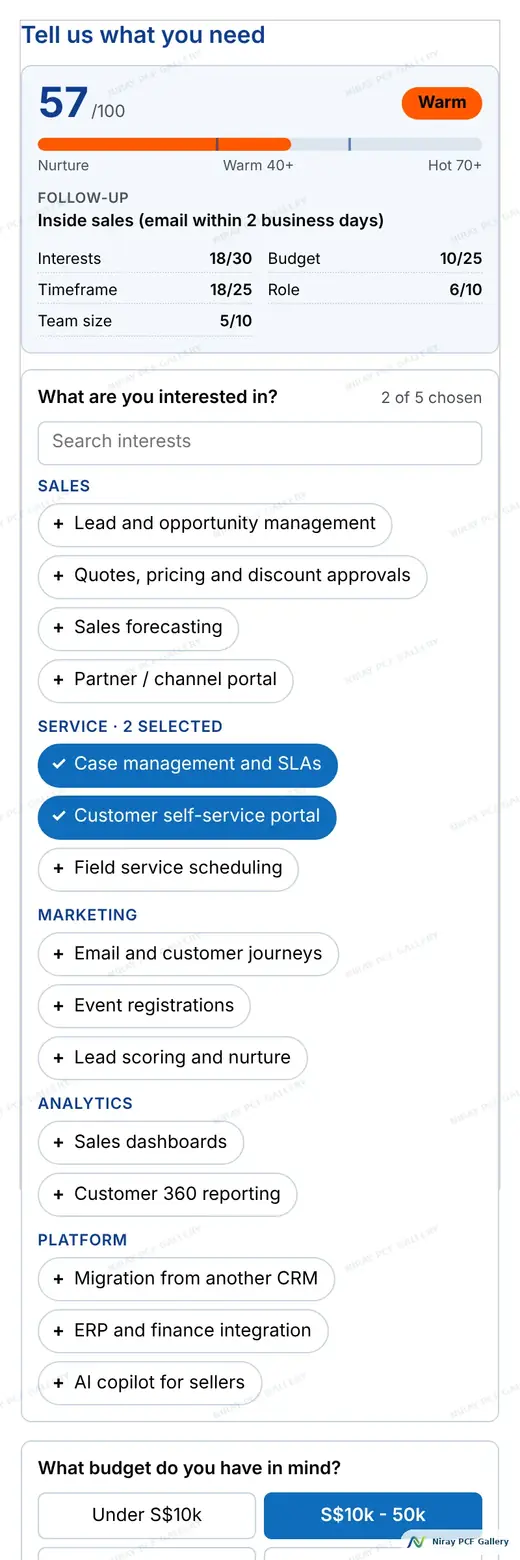 Tell us what you need
57 /100
Warm
Nurture Warm 40+ Hot 70+
FOLLOW-UP
Inside sales (email within 2 business days)
Interests 18/30 Budget 10/25
Timeframe 18/25 Role 6/10
Team size 5/10
What are you interested in? 2 of 5 chosen
Search interests
SALES
+ Lead and opportunity management
+ Quotes, pricing and discount approvals
+ Sales forecasting
+ Partner / channel portal
SERVICE · 2 SELECTED
✓ Case management and SLAs
✓ Customer self-service portal
+ Field service scheduling
MARKETING
+ Email and customer journeys
+ Event registrations
+ Lead scoring and nurture
ANALYTICS
+ Sales dashboards
+ Customer 360 reporting
PLATFORM
+ Migration from another CRM
+ ERP and finance integration
+ AI copilot for sellers
What budget do you have in mind?
Under S$10k S$10k - 50k
Niray PCF Gallery
NIRAY PCF GALLERY